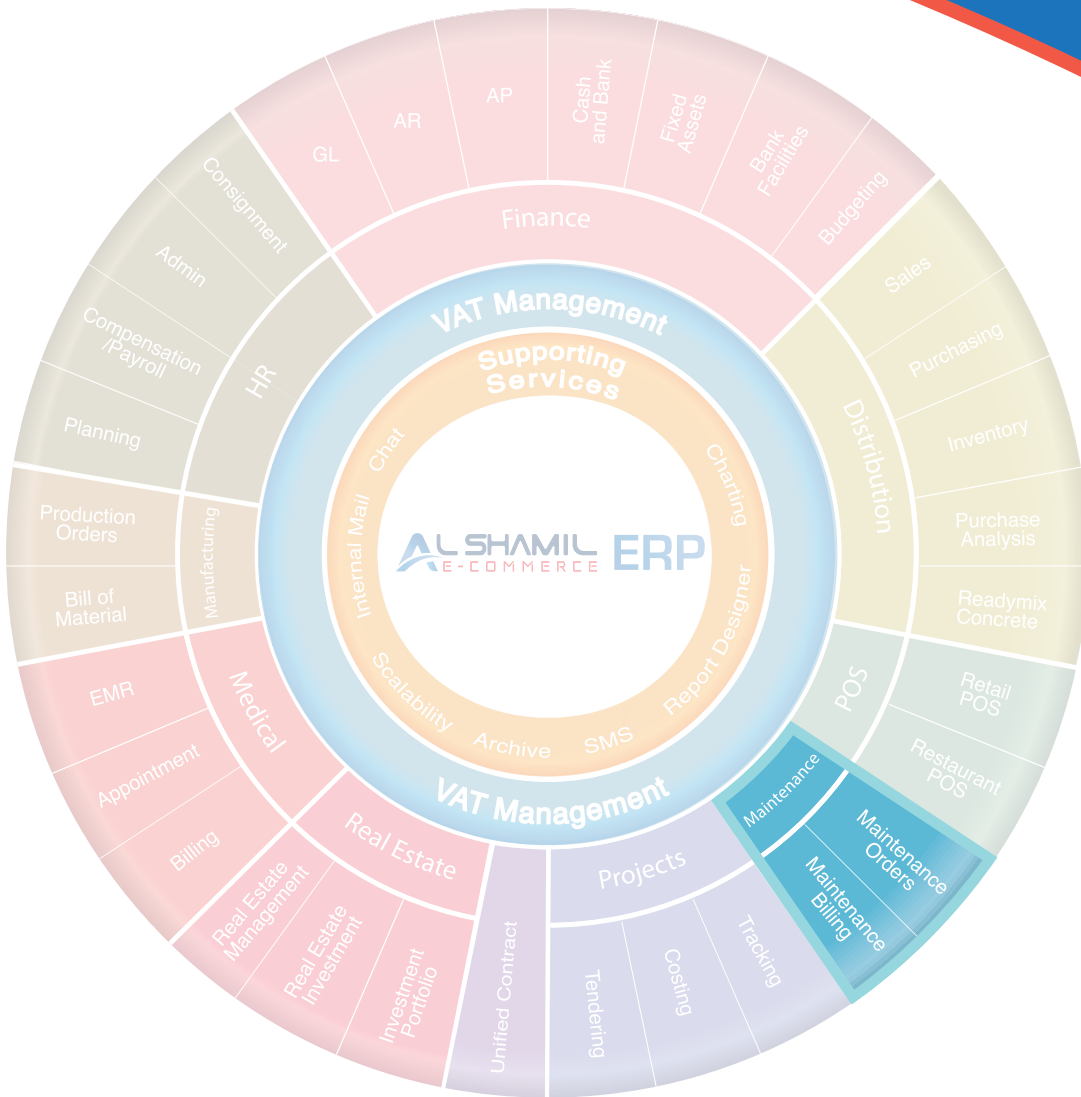 GL
AR
AP
Cash
and Bank
Fixed
Assets
Bank
Facilities
Budgeting
Finance
Sales
Purchasing
Inventory
Purchase
Analysis
Readymix
Concrete
Distribution
Retail
POS
Restaurant
POS
POS
Maintenance
Maintenance
Orders
Maintenance
Billing
Projects
Tracking
Costing
Tendering
Unified Contract
Real Estate
Investment
Portfolio
Real Estate
Investment
Real Estate
Management
Medical
Billing
Appointment
EMR
Manufacturing
Bill of
Material
Production
Orders
HR
Planning
Compensation
/Payroll
Admin
Consignment
VAT Management
VAT Management
Supporting
Services
Charting
Report Designer
SMS
Archive
Scalability
Internal Mail
Chat
AL SHAMIL ERP
E-COMMERCE